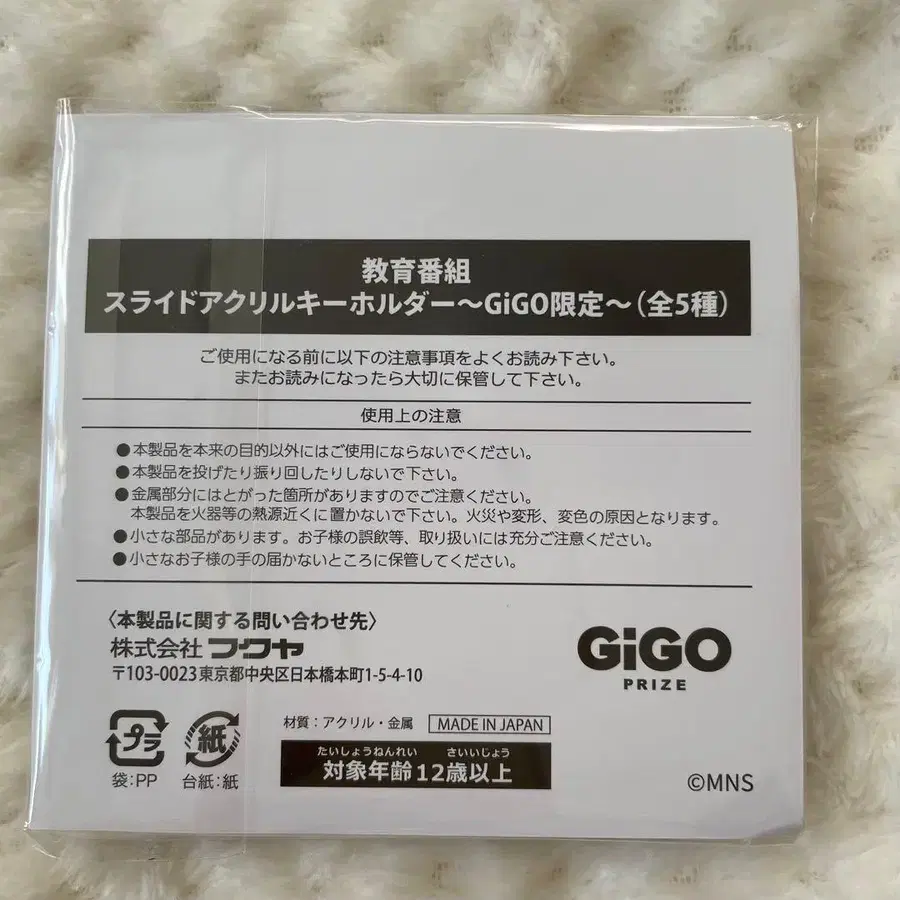 教育番組
スライドアクリルキーホルダー～GiGO限定～(全5種)
ご使用になる前に以下の注意事項をよくお読み下さい。
またお読みになったら大切に保管して下さい。
使用上の注意
●本製品を本来の目的以外にはご使用にならないでください。
●本製品を投げたり振り回したりしないで下さい。
●金属部分にはとがった箇所がありますのでご注意ください。
本製品を火器等の熱源近くに置かないで下さい。火災や変形、変色の原因となります。
●小さな部品があります。お子様の誤飲等、取り扱いには充分ご注意ください。
●小さなお子様の手の届かないところに保管してください。
〈本製品に関する問い合わせ先〉
株式会社 フクヤ
〒103-0023東京都中央区日本橋本町1-5-4-10
GiGO
PRIZE
プラ
袋:PP
紙
台紙:紙
材質:アクリル・金属 MADE IN JAPAN
たいしょうねんれい さいいじょう
対象年齢12歳以上
©MNS